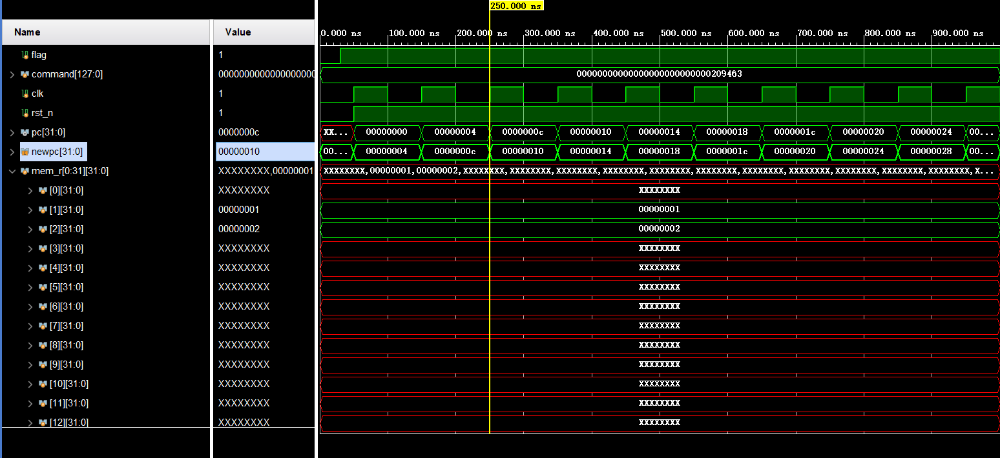 250.000 ns
Name Value 0.000 ns 100.000 ns 200.000 ns 300.000 ns 400.000 ns 500.000 ns 600.000 ns 700.000 ns 800.000 ns 900.000 ns
flag 1
command[127:0] 0000000000000000000 00000000000000000000000000209463
clk 1
rst_n 1
pc[31:0] 0000000c XX... 00000000 00000004 0000000c 00000010 00000014 00000018 0000001c 00000020 00000024 00...
newpc[31:0] 00000010 00... 00000004 0000000c 00000010 00000014 00000018 0000001c 00000020 00000024 00000028 00...
mem_r[0:31][31:0] XXXXXXXX,00000001 XXXXXXXX,00000001,00000002,XXXXXXXX,XXXXXXXX,XXXXXXXX,XXXXXXXX,XXXXXXXX,XXXXXXXX,XXXXXXXX,XXXXXXXX,XXXXXXXX,XXXXXXXX,XXXXXXXX,X...
[0][31:0] XXXXXXXX XXXXXXXX
[1][31:0] 00000001 00000001
[2][31:0] 00000002 00000002
[3][31:0] XXXXXXXX XXXXXXXX
[4][31:0] XXXXXXXX XXXXXXXX
[5][31:0] XXXXXXXX XXXXXXXX
[6][31:0] XXXXXXXX XXXXXXXX
[7][31:0] XXXXXXXX XXXXXXXX
[8][31:0] XXXXXXXX XXXXXXXX
[9][31:0] XXXXXXXX XXXXXXXX
[10][31:0] XXXXXXXX XXXXXXXX
[11][31:0] XXXXXXXX XXXXXXXX
[12][31:0] XXXXXXXX XXXXXXXX